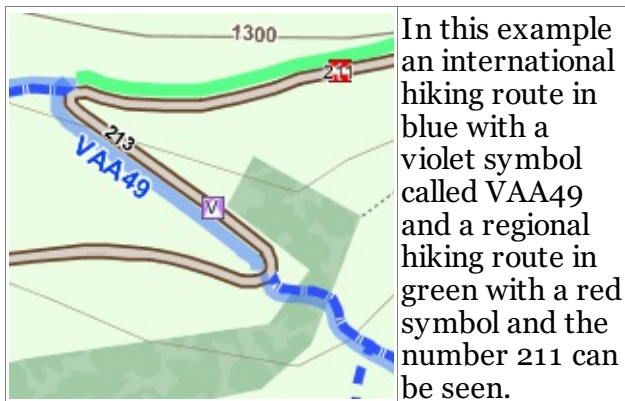 1300
211
213
VAA49
V
In this example
an international
hiking route in
blue with a
violet symbol
called VAA49
and a regional
hiking route in
green with a red
symbol and the
number 211 can
be seen.